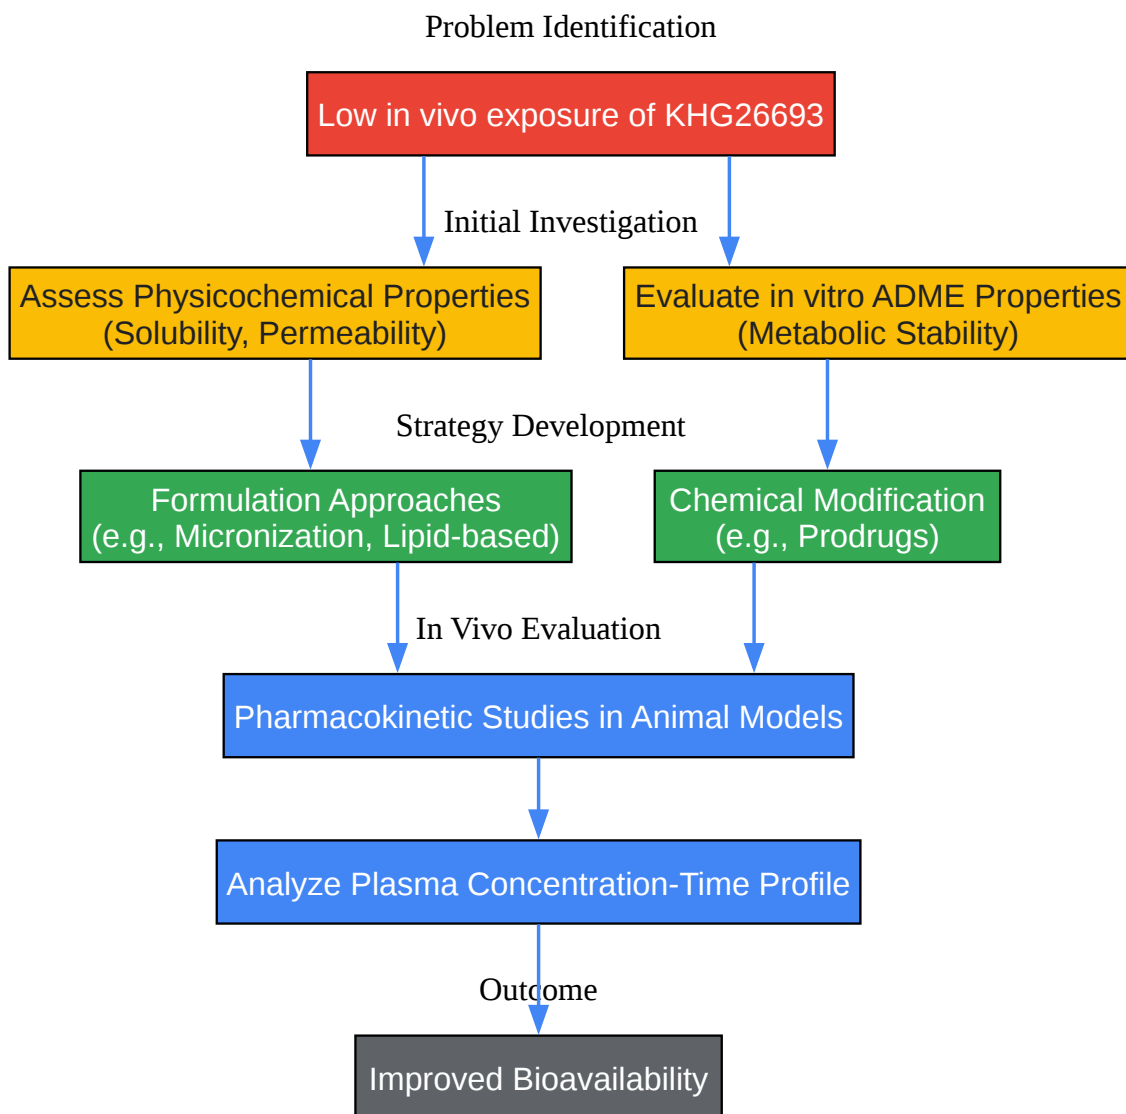 Problem Identification
Low in vivo exposure of KHG26693
Initial Investigation
Assess Physicochemical Properties
(Solubility, Permeability)
Evaluate in vitro ADME Properties
(Metabolic Stability)
Strategy Development
Formulation Approaches
(e.g., Micronization, Lipid-based)
Chemical Modification
(e.g., Prodrugs)
In Vivo Evaluation
Pharmacokinetic Studies in Animal Models
Analyze Plasma Concentration-Time Profile
Outcome
Improved Bioavailability